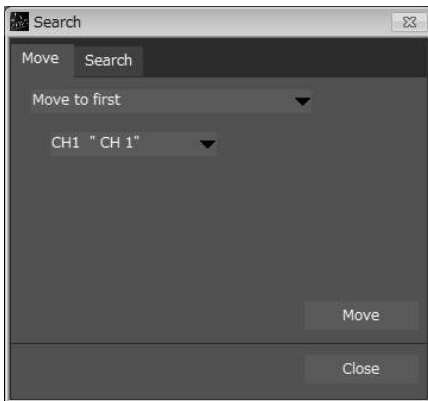 Search
Move Search
Move to first
CH1 " CH 1"
Move
Close